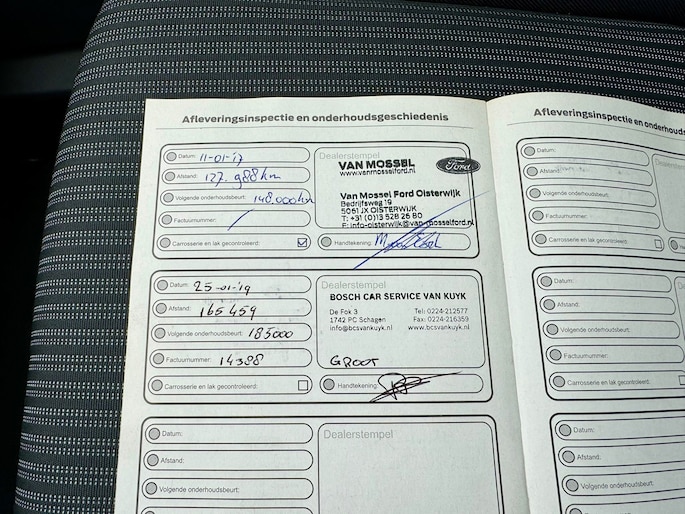 Afleveringsinspectie en onderhoudsgeschiedenis
Datum: 11-01-'17
Afstand: 127.988 km
Volgende onderhoudsbeurt: 148.000 km
Factuurnummer: /
Carrosserie en lak gecontroleerd:
Dealerstempel
VAN MOSSEL
www.vanmosselford.nl
Ford
Van Mossel Ford Oisterwijk
Bedrijfsweg 19
5061 JX OISTERWIJK
T: +31 (0)13 528 26 80
E: info-oisterwijk@van-mosselford.nl
Handtekening:
Datum: 25-01-19
Afstand: 165459
Volgende onderhoudsbeurt: 185000
Factuurnummer: 14388
Carrosserie en lak gecontroleerd:
Dealerstempel
BOSCH CAR SERVICE VAN KUYK
De Fok 3 Tel: 0224-212577
1742 PC Schagen Fax: 0224-216359
info@bcsvankuyk.nl www.bcsvankuyk.nl
GROOT
Handtekening:
Datum:
Afstand:
Volgende onderhoudsbeurt:
Dealerstempel
Afleveringsinspectie en onderhouds
Datum:
Afstand:
Volgende onderhoudsbeurt:
Factuurnummer:
Carrosserie en lak gecontroleerd:
Dealers
Ha
Datum:
Afstand:
Volgende onderhoudsbeurt:
Factuurnummer:
Carrosserie en lak gecontroleerd:
Datum:
Afstand:
Volgende onderhoudsbeurt: